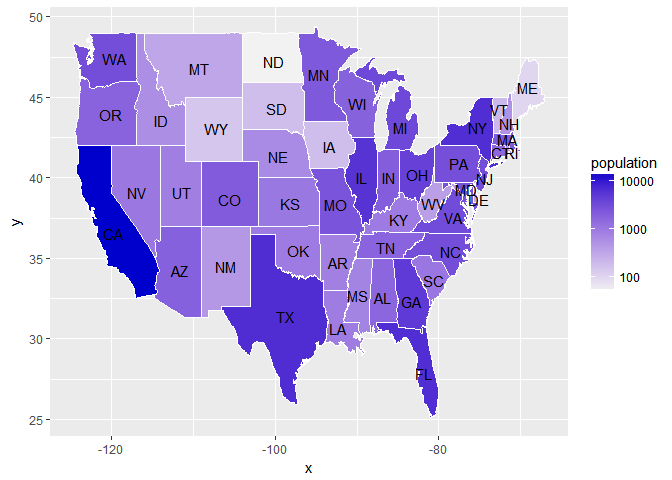 50
45
40
35
30
25
y
WA
MT
ND
MN
ME
OR
ID
SD
WI
VT
NH
WY
MI
NY
MA
IA
CT
RI
NE
PA
NV
UT
IL
IN
OH
NJ
CO
MD
DE
KS
MO
WV
VA
CA
KY
AZ
NM
OK
TN
NC
AR
SC
MS
AL
GA
TX
LA
FL
-120
-100
-80
x
population
10000
1000
100